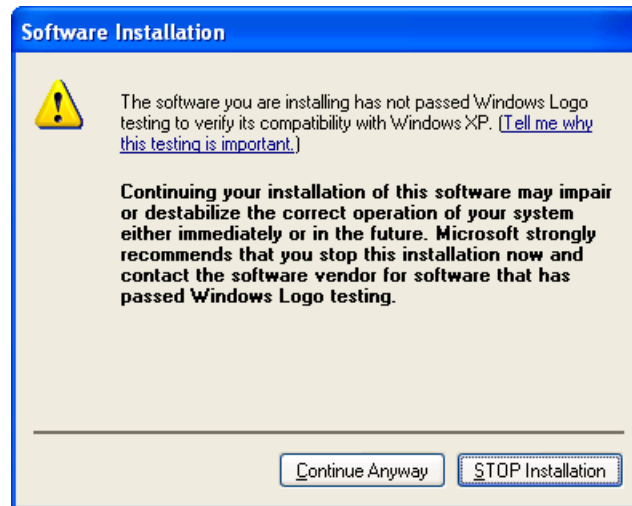 Software Installation
The software you are installing has not passed Windows Logo
testing to verify its compatibility with Windows XP. (Tell me why
this testing is important.)
Continuing your installation of this software may impair
or destabilize the correct operation of your system
either immediately or in the future. Microsoft strongly
recommends that you stop this installation now and
contact the software vendor for software that has
passed Windows Logo testing.
Continue Anyway
STOP Installation